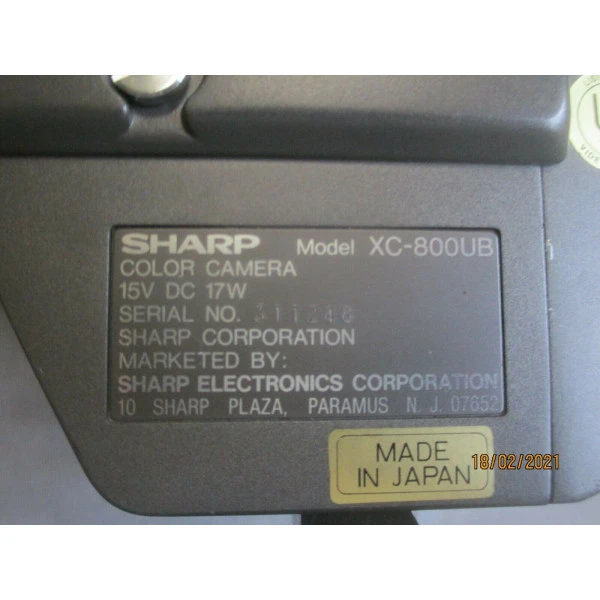 SHARP Model XC-800UB
COLOR CAMERA
15V DC 17W
SERIAL NO.
SHARP CORPORATION
MARKETED BY:
SHARP ELECTRONICS CORPORATION
10 SHARP PLAZA, PARAMUS N. J. 07652
MADE
IN JAPAN
18/02/2021